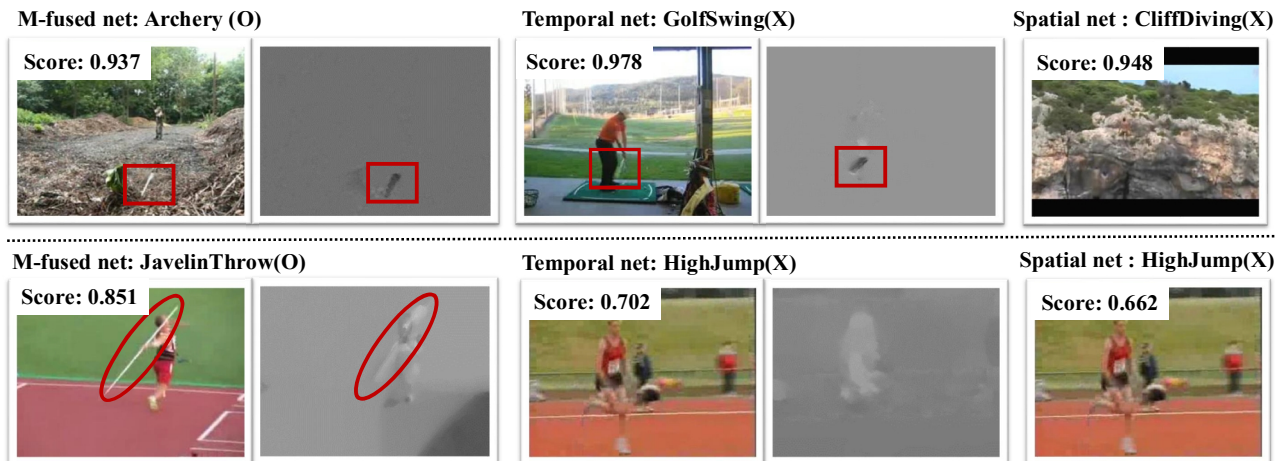 M-fused net: Archery (O)
Temporal net: GolfSwing(X)
Spatial net : CliffDiving(X)
Score: 0.937
Score: 0.978
Score: 0.948
M-fused net: JavelinThrow(O)
Temporal net: HighJump(X)
Spatial net : HighJump(X)
Score: 0.851
Score: 0.702
Score: 0.662